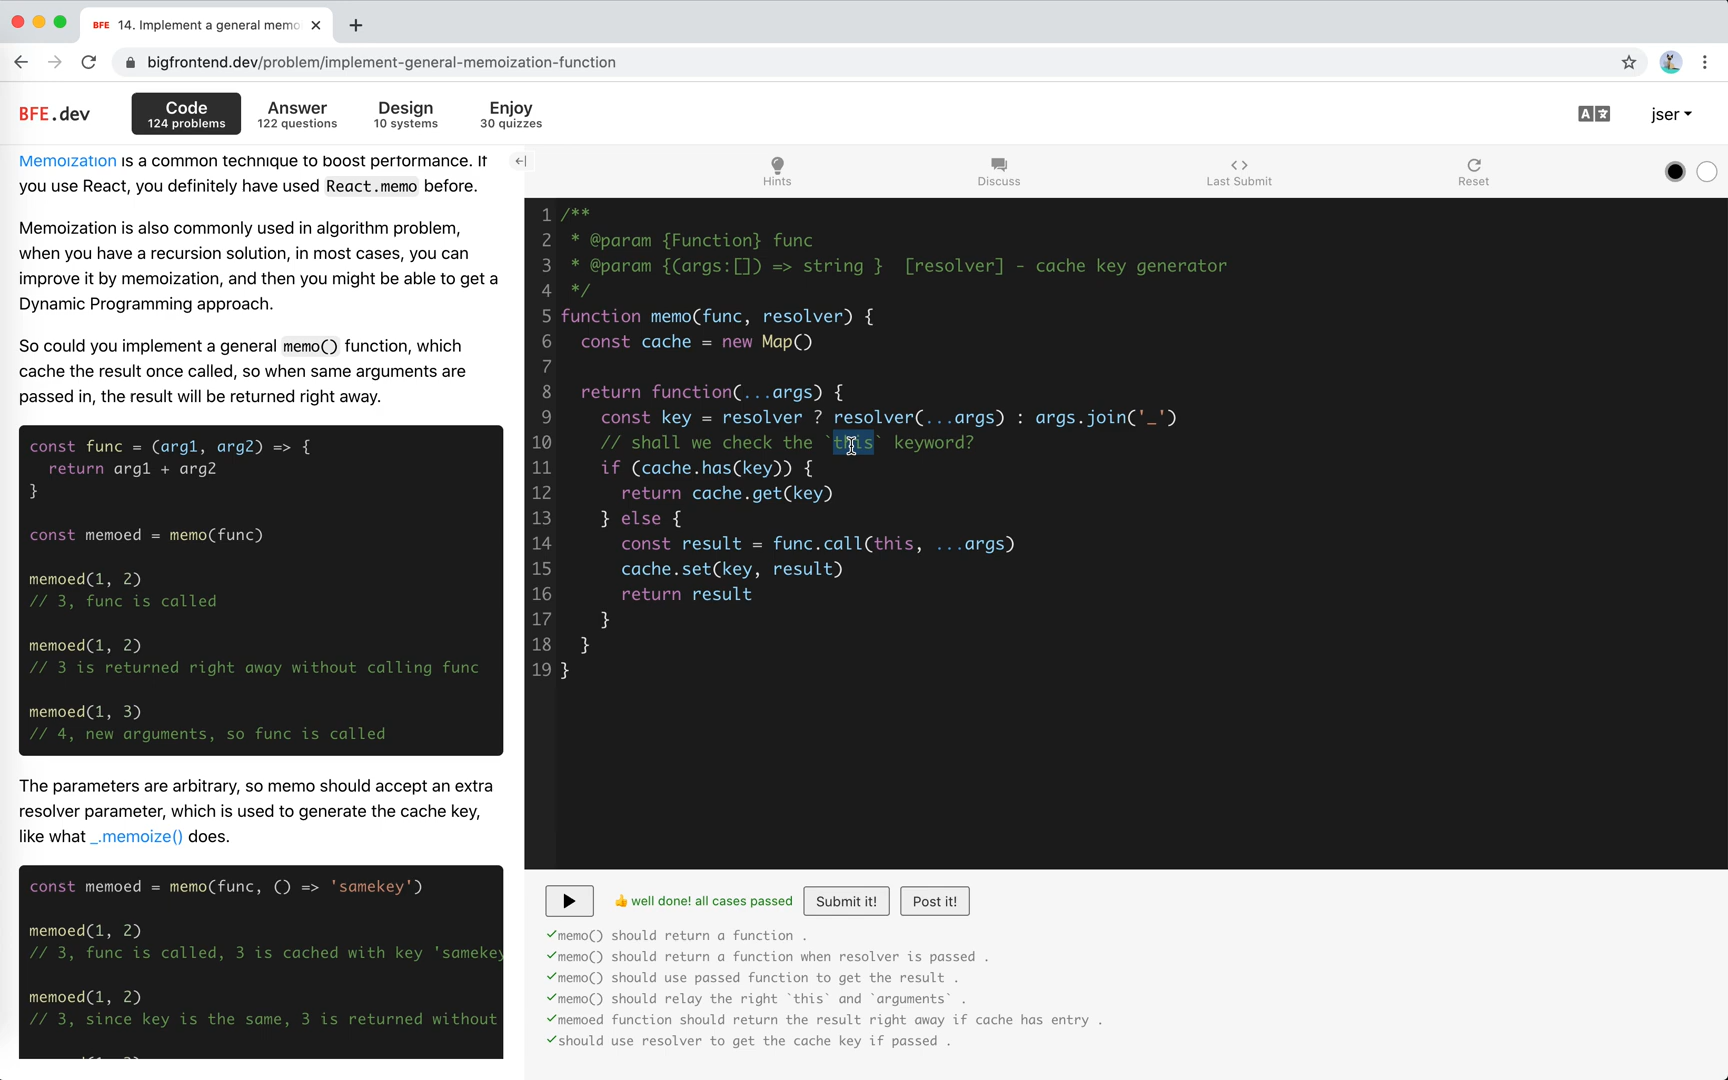 BFE 14. Implement a general memo
bigfrontend.dev/problem/implement-general-memoization-function
BFE.dev
Code
124 problems
Answer
122 questions
Design
10 systems
Enjoy
30 quizzes
jser
Memoization is a common technique to boost performance. If
you use React, you definitely have used React.memo before.
Memoization is also commonly used in algorithm problem,
when you have a recursion solution, in most cases, you can
improve it by memoization, and then you might be able to get a
Dynamic Programming approach.
So could you implement a general memo() function, which
cache the result once called, so when same arguments are
passed in, the result will be returned right away.
const func = (arg1, arg2) => {
  return arg1 + arg2
}
const memoed = memo(func)
memoed(1, 2)
// 3, func is called
memoed(1, 2)
// 3 is returned right away without calling func
memoed(1, 3)
// 4, new arguments, so func is called
The parameters are arbitrary, so memo should accept an extra
resolver parameter, which is used to generate the cache key,
like what _.memoize() does.
const memoed = memo(func, () => 'samekey')
memoed(1, 2)
// 3, func is called, 3 is cached with key 'samekey
memoed(1, 2)
// 3, since key is the same, 3 is returned without
Hints
Discuss
Last Submit
Reset
1 /**
2  * @param {Function} func
3  * @param {(args:[]) => string }  [resolver] - cache key generator
4  */
5 function memo(func, resolver) {
6   const cache = new Map()
7
8   return function(...args) {
9     const key = resolver ? resolver(...args) : args.join('_')
10     // shall we check the `this` keyword?
11     if (cache.has(key)) {
12       return cache.get(key)
13     } else {
14       const result = func.call(this, ...args)
15       cache.set(key, result)
16       return result
17     }
18   }
19 }
👍 well done! all cases passed
Submit it!
Post it!
✓memo() should return a function .
✓memo() should return a function when resolver is passed .
✓memo() should use passed function to get the result .
✓memo() should relay the right `this` and `arguments` .
✓memoed function should return the result right away if cache has entry .
✓should use resolver to get the cache key if passed .